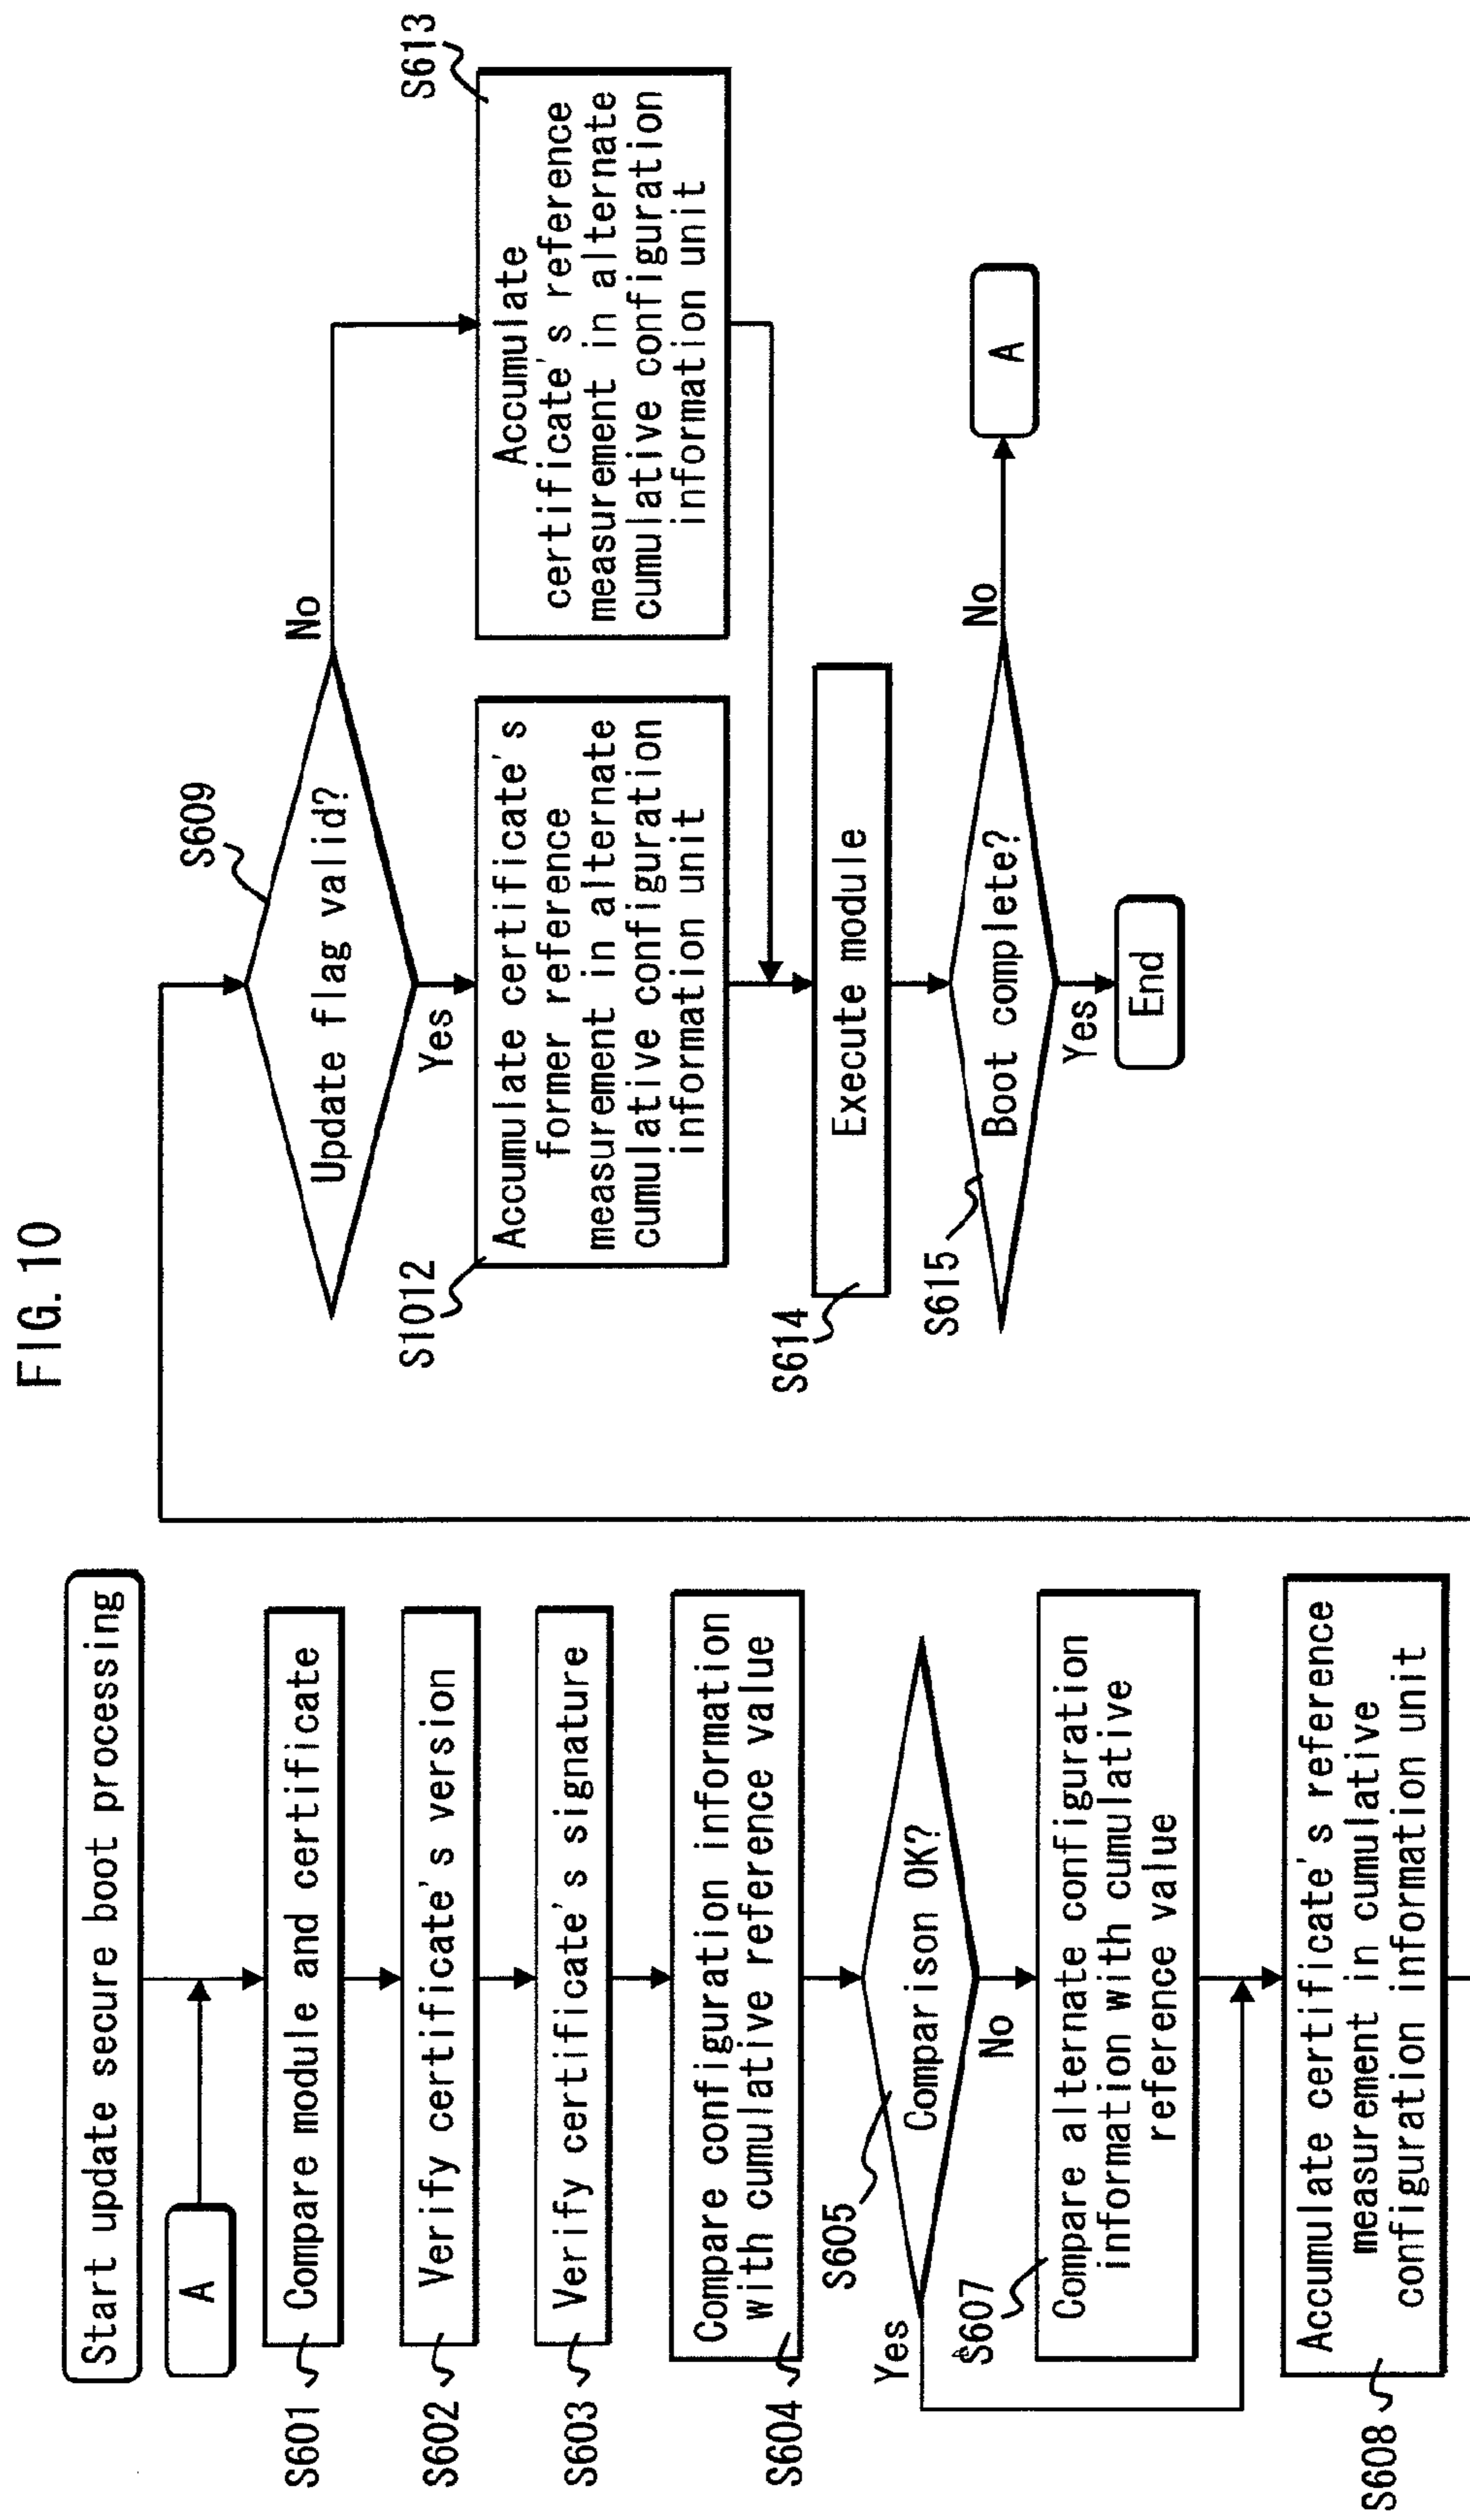 FIG. 10
Start update secure boot processing
A
S601
Compare module and certificate
S602
Verify certificate's version
S603
Verify certificate's signature
S604
Compare configuration information
with cumulative reference value
S605
Comparison OK?
Yes
No
S607
Compare alternate configuration
information with cumulative
reference value
S608
Accumulate certificate's reference
measurement in cumulative
configuration information unit
S609
Update flag valid?
No
Yes
S1012
Accumulate certificate's
former reference
measurement in alternate
cumulative configuration
information unit
S613
Accumulate
certificate's reference
measurement in alternate
cumulative configuration
information unit
S614
Execute module
S615
Boot complete?
No
A
Yes
End